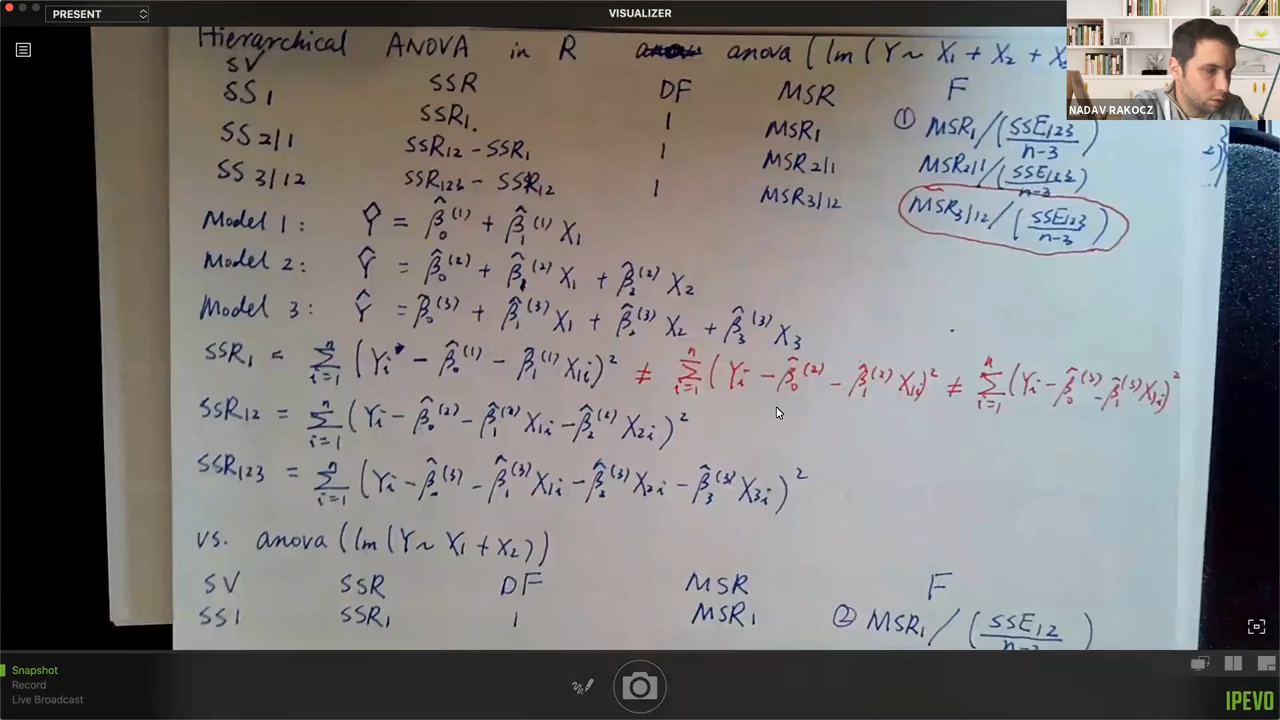 PRESENT
VISUALIZER
Hierarchical ANOVA in R anova (lm(Y~ X₁ + X₂ +
SV SSR DF MSR F
SS₁ SSR₁. 1 MSR₁ ① MSR₁/(SSE₁₂₃/n-3)
SS2/1 SSR₁₂ - SSR₁ 1 MSR2/1 MSR2/1/(SSE₁₂₃/n-3)
SS3/12 SSR₁₂₃ - SSR₁₂ 1 MSR3/12 MSR3/12/(SSE₁₂₃/n-3)
NADAV RAKOCZ
Model 1: Ŷ = β̂₀⁽¹⁾ + β̂₁⁽¹⁾ X₁
Model 2: Ŷ = β̂₀⁽²⁾ + β̂₁⁽²⁾ X₁ + β̂₂⁽²⁾ X₂
Model 3: Ŷ = β̂₀⁽³⁾ + β̂₁⁽³⁾ X₁ + β̂₂⁽³⁾ X₂ + β̂₃⁽³⁾ X₃
SSR₁ = Σᵢ₌₁ⁿ (Yi - β̂₀⁽¹⁾ - β̂₁⁽¹⁾ X₁i)² ≠ Σᵢ₌₁ⁿ (Yi - β̂₀⁽²⁾ - β̂₁⁽²⁾ X₁i)² ≠ Σᵢ₌₁ⁿ (Yi - β̂₀⁽³⁾ - β̂₁⁽³⁾ X₁i)²
SSR₁₂ = Σᵢ₌₁ⁿ (Yi - β̂₀⁽²⁾ - β̂₁⁽²⁾ X₁i - β̂₂⁽²⁾ X₂i)²
SSR₁₂₃ = Σᵢ₌₁ⁿ (Yi - β̂₀⁽³⁾ - β̂₁⁽³⁾ X₁i - β̂₂⁽³⁾ X₂i - β̂₃⁽³⁾ X₃i)²
vs. anova (lm(Y~ X₁ + X₂))
SV SSR DF MSR F
SS1 SSR₁ 1 MSR₁ ② MSR₁/(SSE₁₂
Snapshot
Record
Live Broadcast
IPEVO